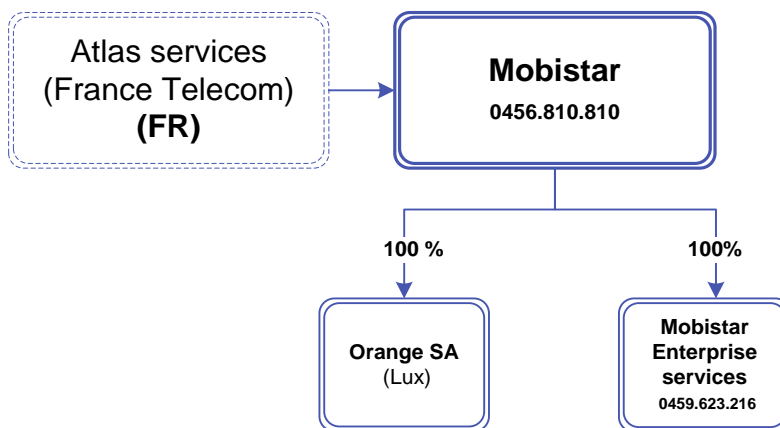 Atlas services
(France Telecom)
(FR)
Mobistar
0456.810.810
100 %
100%
Orange SA
(Lux)
Mobistar
Enterprise
services
0459.623.216